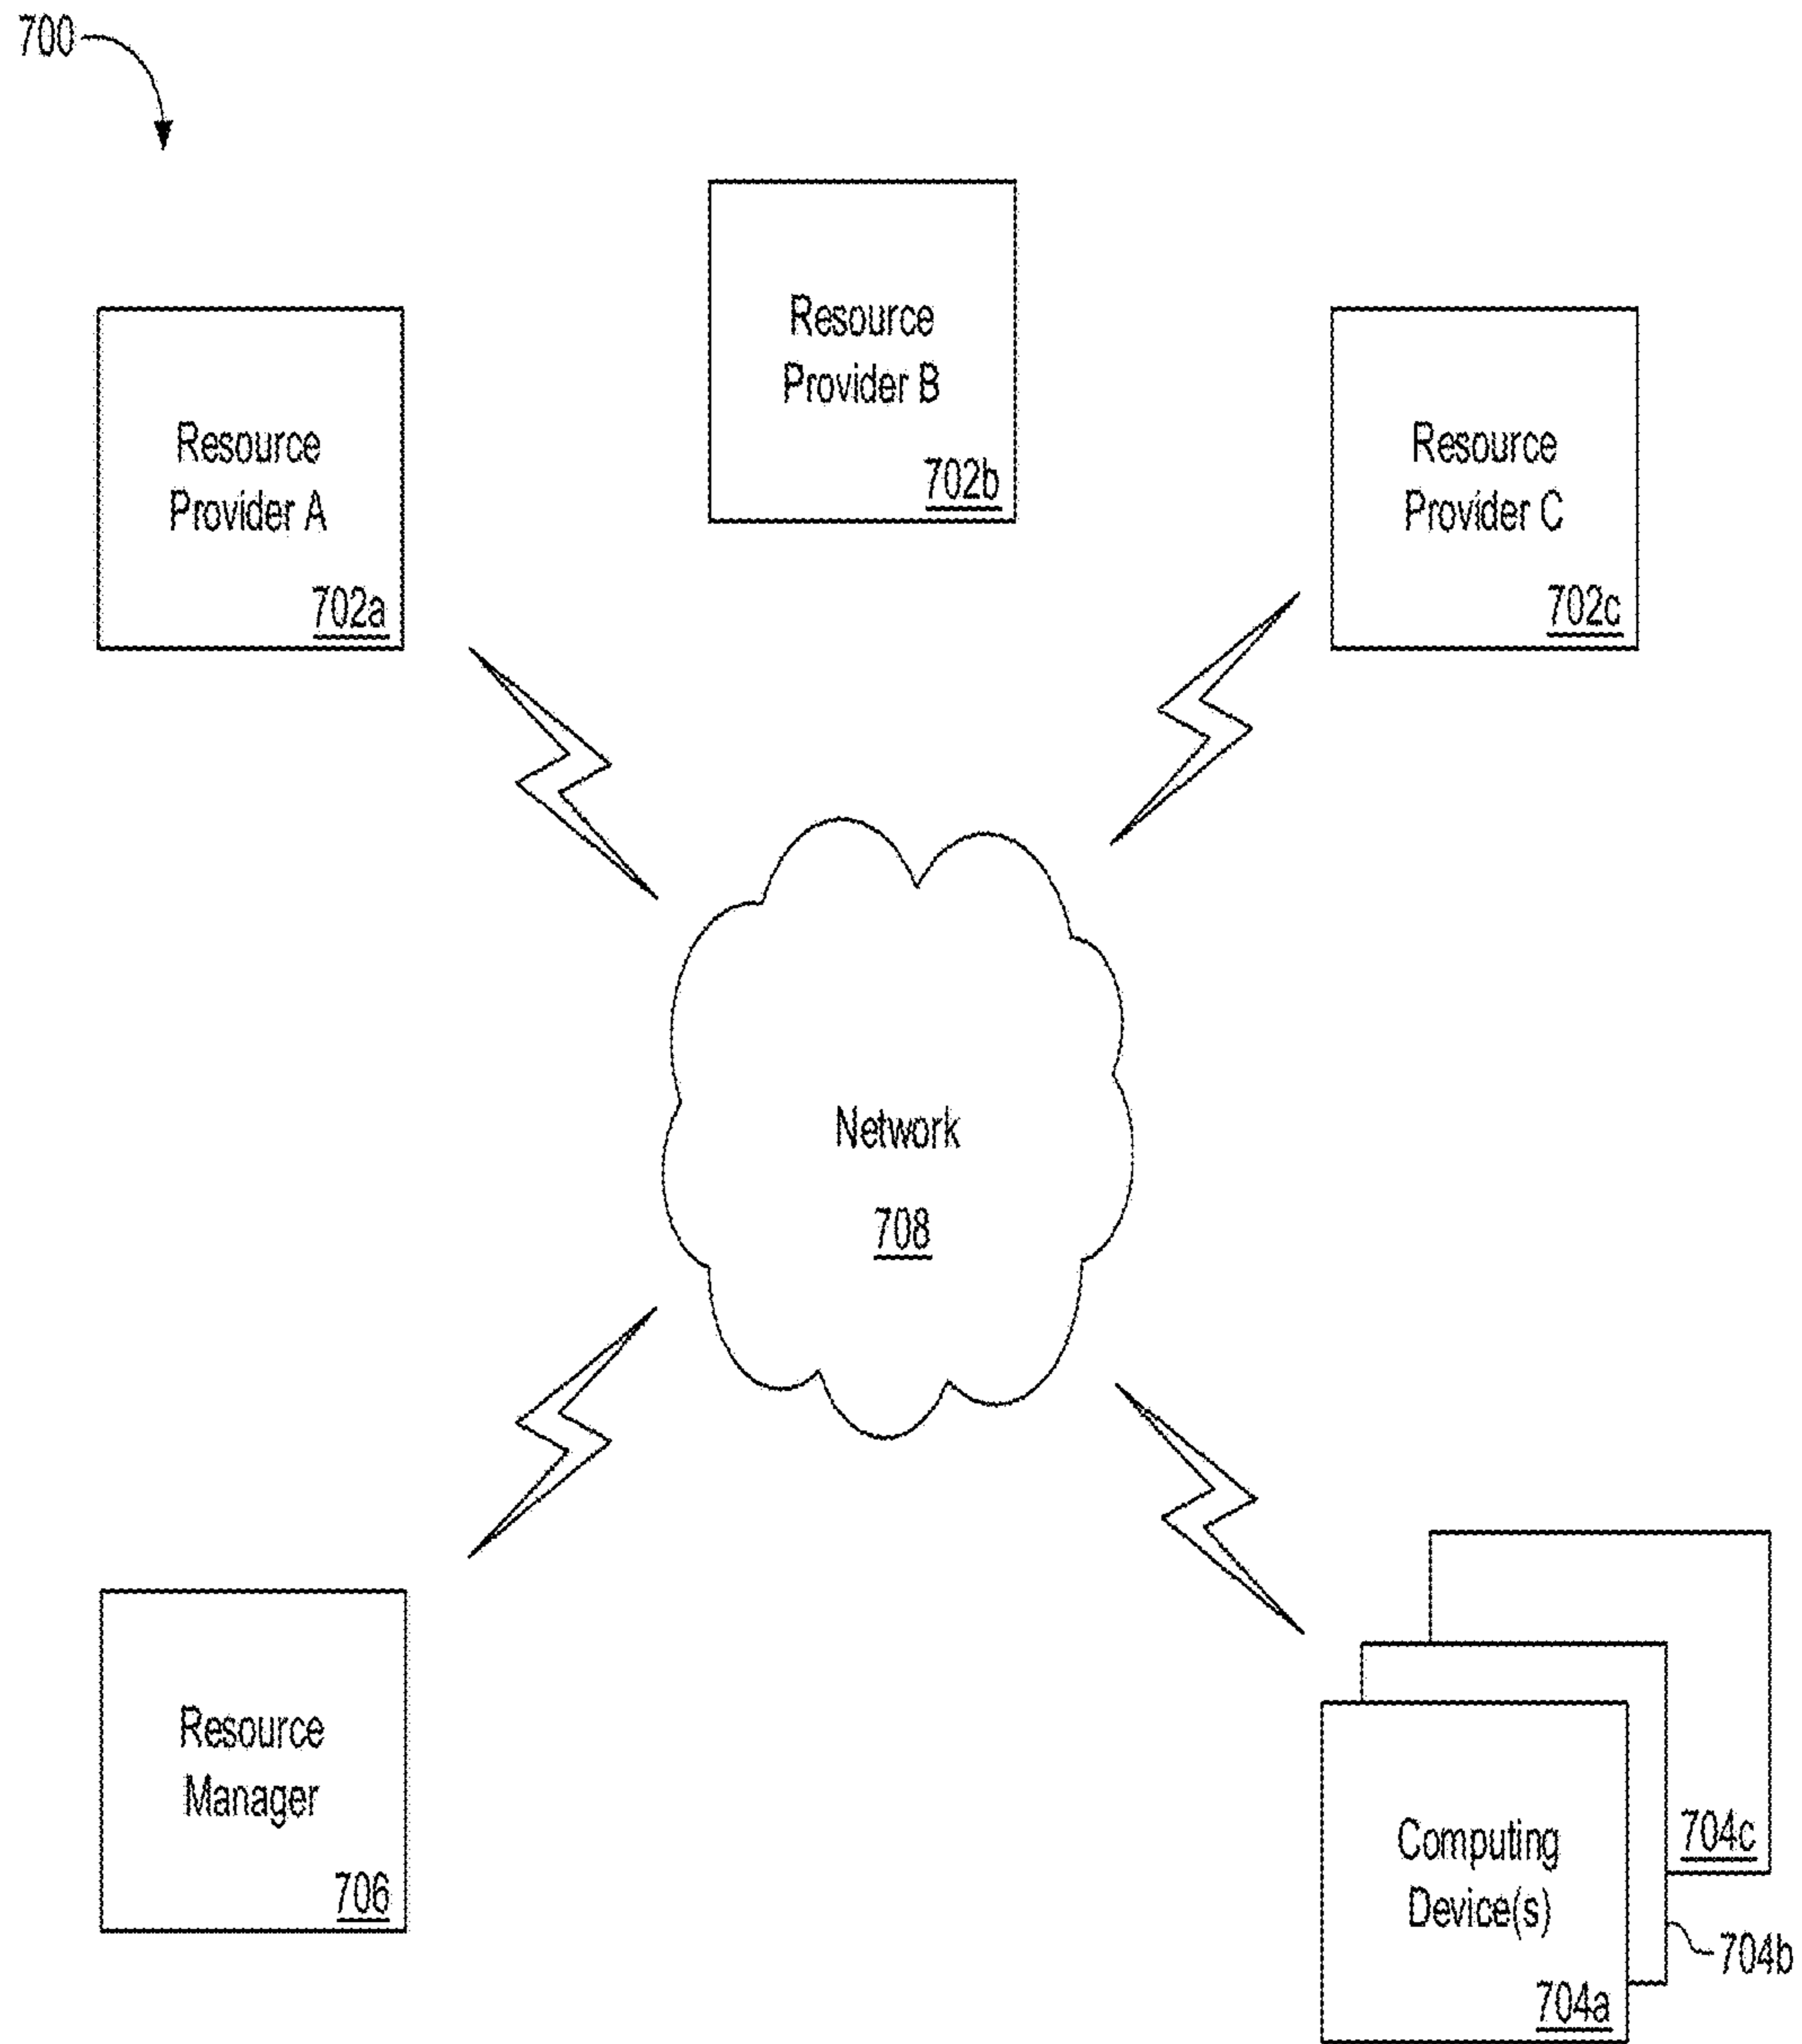 700
Resource
Provider B
702b
Resource
Provider A
702a
Resource
Provider C
702c
Network
708
Resource
Manager
706
Computing
Device(s)
704a
704c
704b